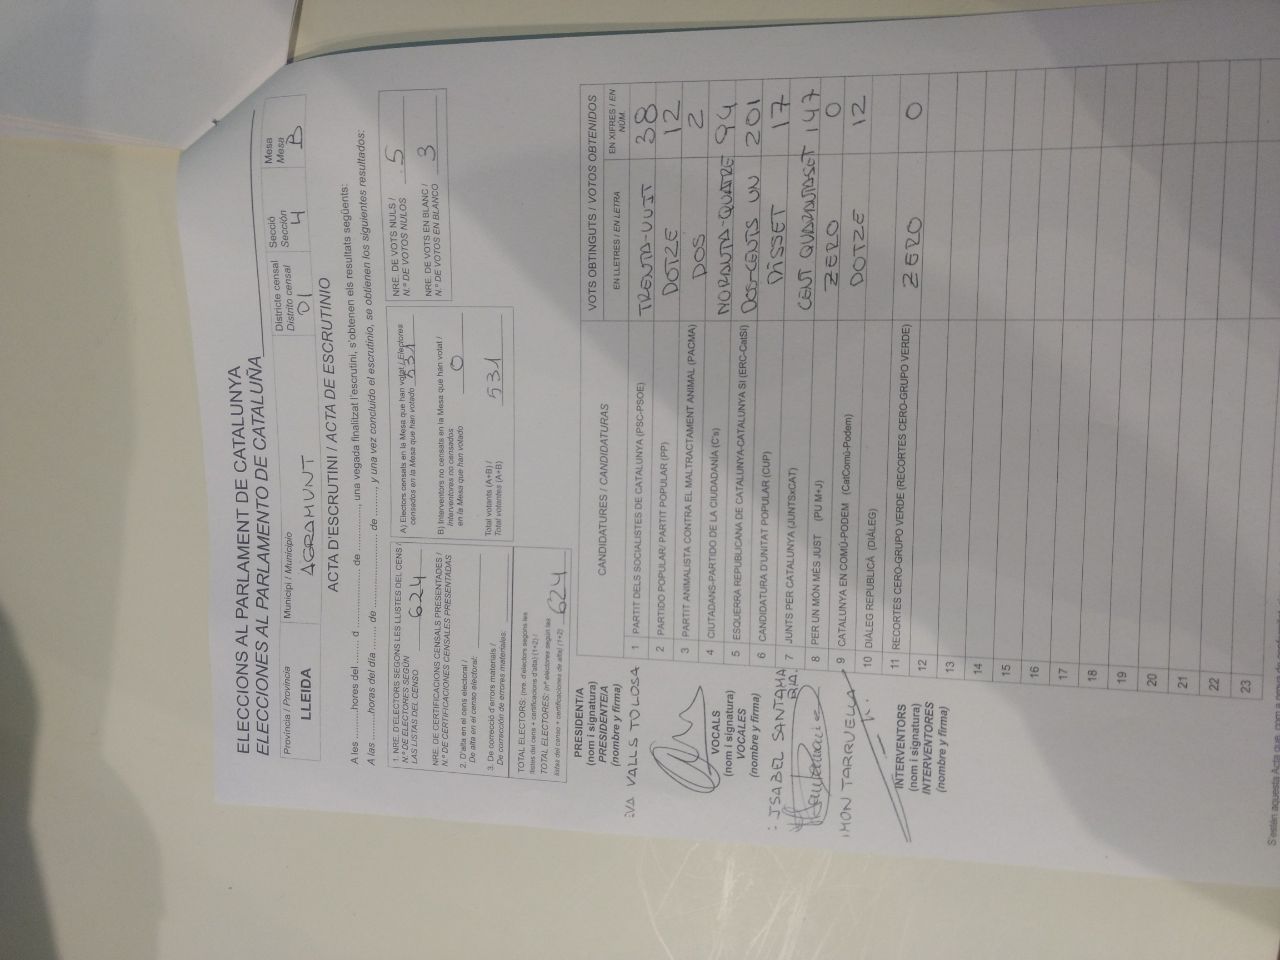 ELECCIONS AL PARLAMENT DE CATALUNYA
ELECCIONES AL PARLAMENTO DE CATALUÑA
Província / Provincia
LLEIDA
Municipi / Municipio
AGRAMUNT
Districte censal
Distrito censal
01
Secció
Sección
4
Mesa
Mesa
B
ACTA D'ESCRUTINI / ACTA DE ESCRUTINIO
A les ............hores del ........ d ........................ de ..............., una vegada finalitzat l'escrutini, s'obtenen els resultats següents:
A las ............horas del día ........ de ........................ de ........, y una vez concluido el escrutinio, se obtienen los siguientes resultados:
1. NRE. D'ELECTORS SEGONS LES LLISTES DEL CENS /
N.º DE ELECTORES SEGÚN
LAS LISTAS DEL CENSO 624
NRE. DE CERTIFICACIONS CENSALS PRESENTADES /
N.º DE CERTIFICACIONES CENSALES PRESENTADAS
2. D'alta en el cens electoral /
De alta en el censo electoral:
3. De correcció d'errors materials /
De corrección de errores materiales:
TOTAL ELECTORS: (nre. d'electors segons les
llistes del cens + certificacions d'alta) (1+2) /
TOTAL ELECTORES: (nº electores según las
listas del censo + certificaciones de alta) (1+2) 624
A) Electors censats en la Mesa que han votat / Electores
censados en la Mesa que han votado 531
B) Interventors no censats en la Mesa que han votat /
Interventores no censados
en la Mesa que han votado 0
Total votants (A+B) /
Total votantes (A+B) 531
NRE. DE VOTS NULS /
N.º DE VOTOS NULOS 5
NRE. DE VOTS EN BLANC /
N.º DE VOTOS EN BLANCO 3
PRESIDENT/A
(nom i signatura)
PRESIDENTE/A
(nombre y firma)
VALLS TOLOSA
VOCALS
(nom i signatura)
VOCALES
(nombre y firma)
ISABEL SANTAMA
RIA
TARRUELLA
INTERVENTORS
(nom i signatura)
INTERVENTORES
(nombre y firma)
CANDIDATURES / CANDIDATURAS
VOTS OBTINGUTS / VOTOS OBTENIDOS
EN LLETRES / EN LETRA
EN XIFRES / EN NÚM.
1 PARTIT DELS SOCIALISTES DE CATALUNYA (PSC-PSOE) TRENTA-VUIT 38
2 PARTIDO POPULAR/ PARTIT POPULAR (PP) DOTZE 12
3 PARTIT ANIMALISTA CONTRA EL MALTRACTAMENT ANIMAL (PACMA) DOS 2
4 CIUTADANS-PARTIDO DE LA CIUDADANÍA (C's) NORANTA-QUATRE 94
5 ESQUERRA REPUBLICANA DE CATALUNYA-CATALUNYA SÍ (ERC-CatSí) DOS-CENTS UN 201
6 CANDIDATURA D'UNITAT POPULAR (CUP) DISSET 17
7 JUNTS PER CATALUNYA (JUNTSxCAT) CENT QUARANTASET 147
8 PER UN MÓN MÉS JUST (PU M+J) ZERO 0
9 CATALUNYA EN COMÚ-PODEM (CatComú-Podem) DOTZE 12
10 DIÀLEG REPUBLICÀ (DIÀLEG)
11 RECORTES CERO-GRUPO VERDE (RECORTES CERO-GRUPO VERDE) ZERO 0
12
13
14
15
16
17
18
19
20
21
22
23